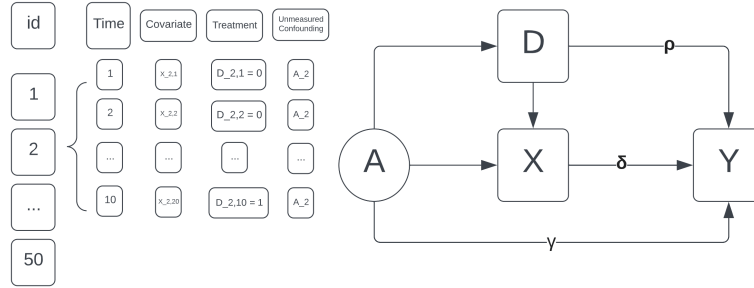 id
Time
Covariate
Treatment
Unmeasured
Confounding
1
X_2,1
D_2,1 = 0
A_2
1
2
X_2,2
D_2,2 = 0
A_2
2
...
...
...
...
...
10
X_2,20
D_2,10 = 1
A_2
50
D
ρ
A
X
δ
Y
γ